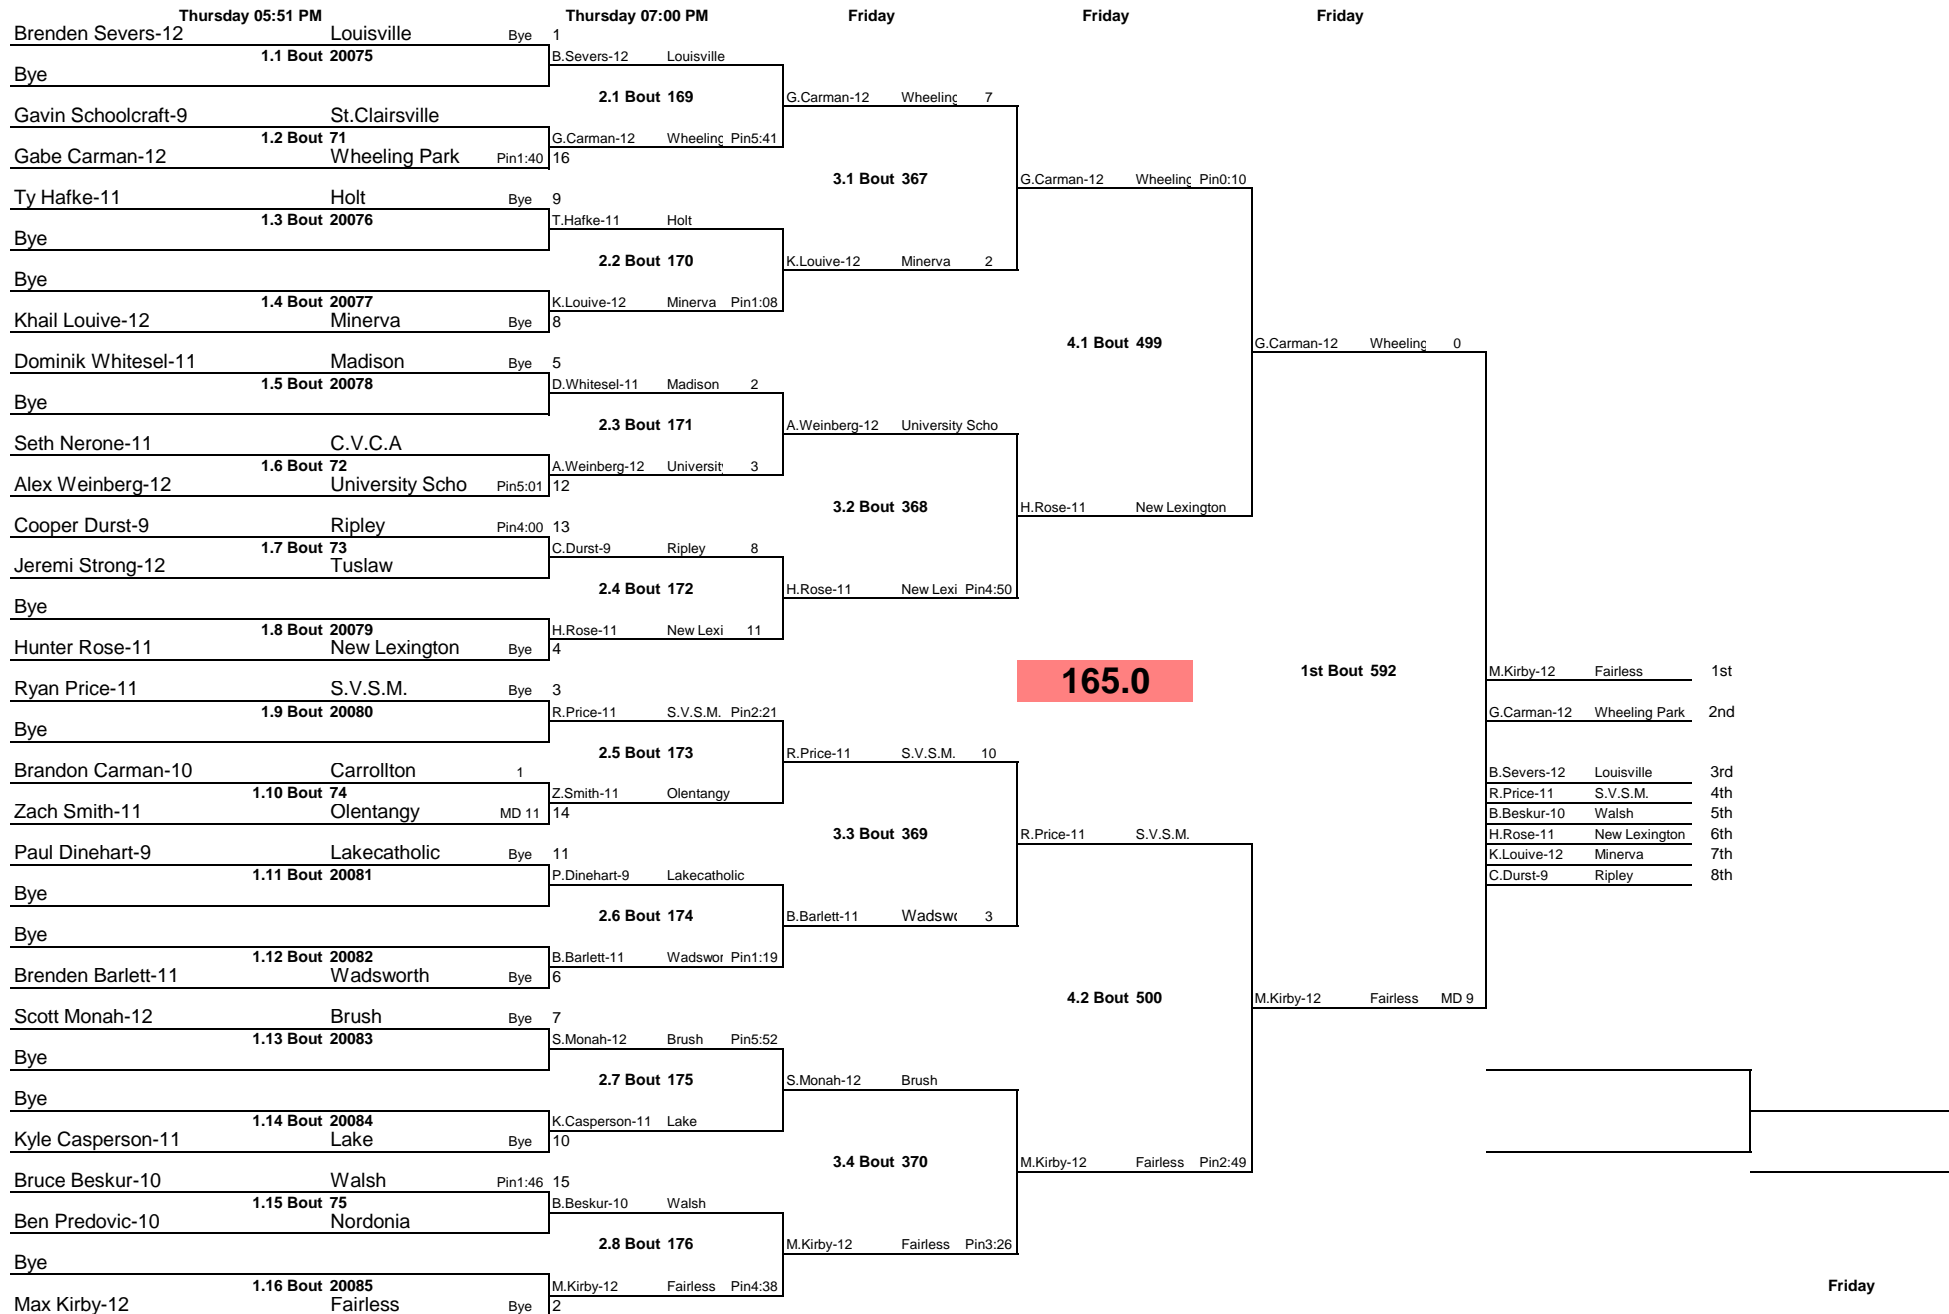 Thursday 05:51 PM Thursday 07:00 PM Friday Friday Friday
Brenden Severs-12 Louisville Bye 1
1.1 Bout 20075 B.Severs-12 Louisville
Bye
2.1 Bout 169 G.Carman-12 Wheeling 7
Gavin Schoolcraft-9 St.Clairsville
1.2 Bout 71 G.Carman-12 Wheeling Pin5:41
Gabe Carman-12 Wheeling Park Pin1:40 16
3.1 Bout 367 G.Carman-12 Wheeling Pin0:10
Ty Hafke-11 Holt Bye 9
1.3 Bout 20076 T.Hafke-11 Holt
Bye
2.2 Bout 170 K.Louive-12 Minerva 2
Bye
1.4 Bout 20077 K.Louive-12 Minerva Pin1:08
Khail Louive-12 Minerva Bye 8
4.1 Bout 499 G.Carman-12 Wheeling 0
Dominik Whitesel-11 Madison Bye 5
1.5 Bout 20078 D.Whitesel-11 Madison 2
Bye
2.3 Bout 171 A.Weinberg-12 University Scho
Seth Nerone-11 C.V.C.A
1.6 Bout 72 A.Weinberg-12 Universit 3
Alex Weinberg-12 University Scho Pin5:01 12
3.2 Bout 368 H.Rose-11 New Lexington
Cooper Durst-9 Ripley Pin4:00 13
1.7 Bout 73 C.Durst-9 Ripley 8
Jeremi Strong-12 Tuslaw
2.4 Bout 172 H.Rose-11 New Lexi Pin4:50
Bye
1.8 Bout 20079 H.Rose-11 New Lexi 11
Hunter Rose-11 New Lexington Bye 4
165.0 1st Bout 592 M.Kirby-12 Fairless 1st
Ryan Price-11 S.V.S.M. Bye 3
1.9 Bout 20080 R.Price-11 S.V.S.M. Pin2:21 G.Carman-12 Wheeling Park 2nd
Bye
2.5 Bout 173 R.Price-11 S.V.S.M. 10
Brandon Carman-10 Carrollton 1 B.Severs-12 Louisville 3rd
1.10 Bout 74 Z.Smith-11 Olentangy R.Price-11 S.V.S.M. 4th
Zach Smith-11 Olentangy MD 11 14 B.Beskur-10 Walsh 5th
3.3 Bout 369 R.Price-11 S.V.S.M. H.Rose-11 New Lexington 6th
Paul Dinehart-9 Lakecatholic Bye 11 K.Louive-12 Minerva 7th
1.11 Bout 20081 P.Dinehart-9 Lakecatholic C.Durst-9 Ripley 8th
Bye
2.6 Bout 174 B.Barlett-11 Wadswo 3
Bye
1.12 Bout 20082 B.Barlett-11 Wadswor Pin1:19
Brenden Barlett-11 Wadsworth Bye 6
4.2 Bout 500 M.Kirby-12 Fairless MD 9
Scott Monah-12 Brush Bye 7
1.13 Bout 20083 S.Monah-12 Brush Pin5:52
Bye
2.7 Bout 175 S.Monah-12 Brush
Bye
1.14 Bout 20084 K.Casperson-11 Lake
Kyle Casperson-11 Lake Bye 10
3.4 Bout 370 M.Kirby-12 Fairless Pin2:49
Bruce Beskur-10 Walsh Pin1:46 15
1.15 Bout 75 B.Beskur-10 Walsh
Ben Predovic-10 Nordonia
2.8 Bout 176 M.Kirby-12 Fairless Pin3:26
Bye
1.16 Bout 20085 M.Kirby-12 Fairless Pin4:38 Friday
Max Kirby-12 Fairless Bye 2